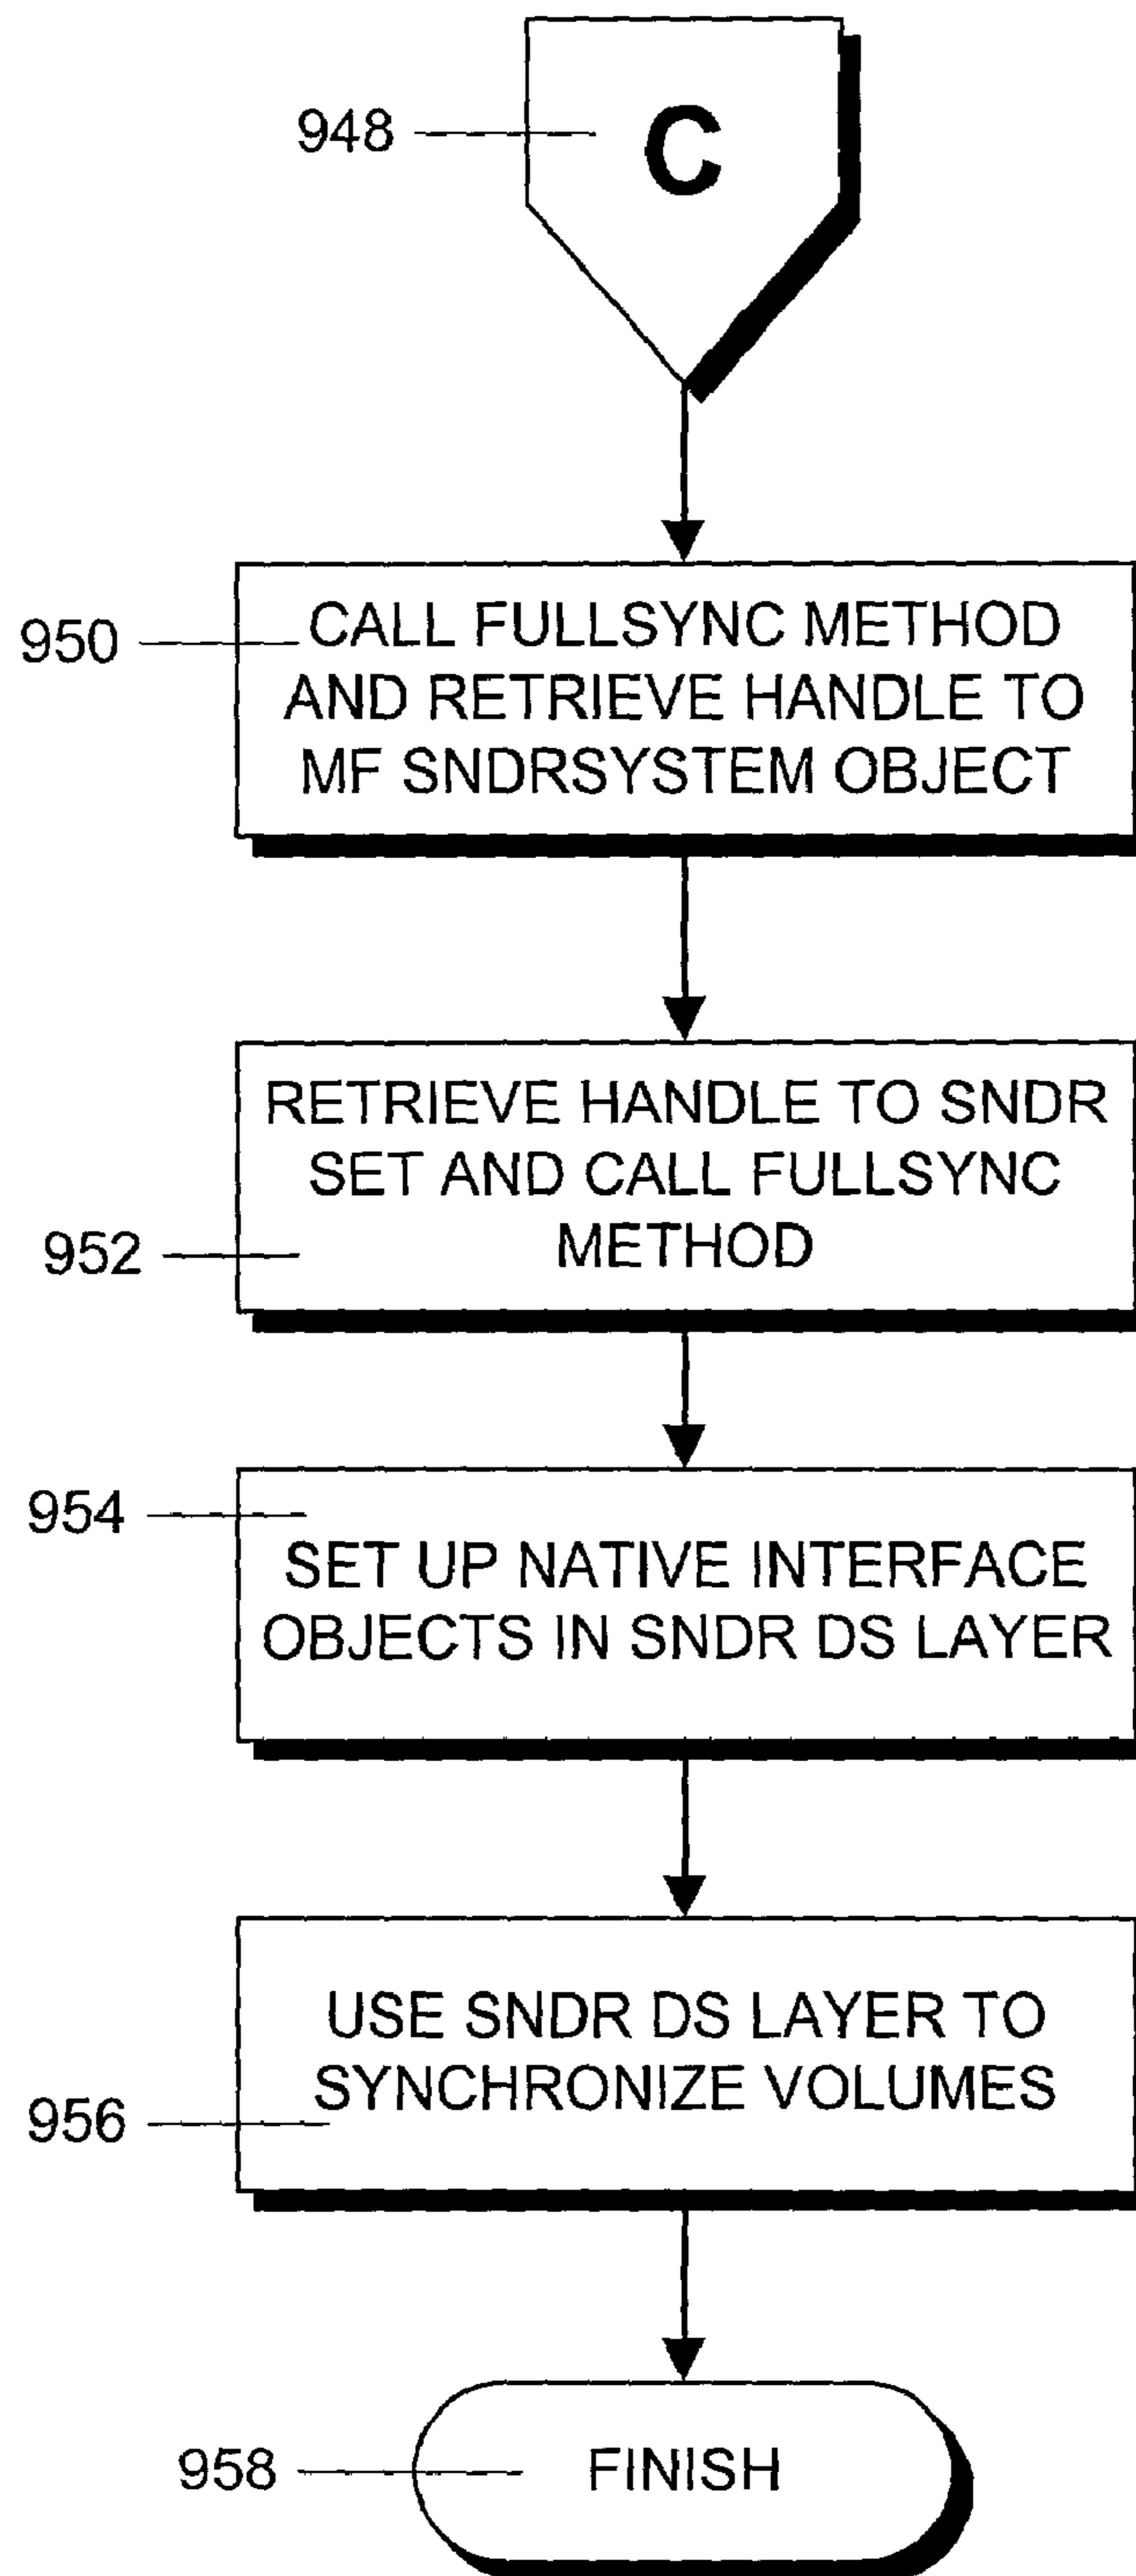 948
C
950
CALL FULLSYNC METHOD
AND RETRIEVE HANDLE TO
MF SNDRSYSTEM OBJECT
RETRIEVE HANDLE TO SNDR
SET AND CALL FULLSYNC
METHOD
952
954
SET UP NATIVE INTERFACE
OBJECTS IN SNDR DS LAYER
USE SNDR DS LAYER TO
SYNCHRONIZE VOLUMES
956
958
FINISH